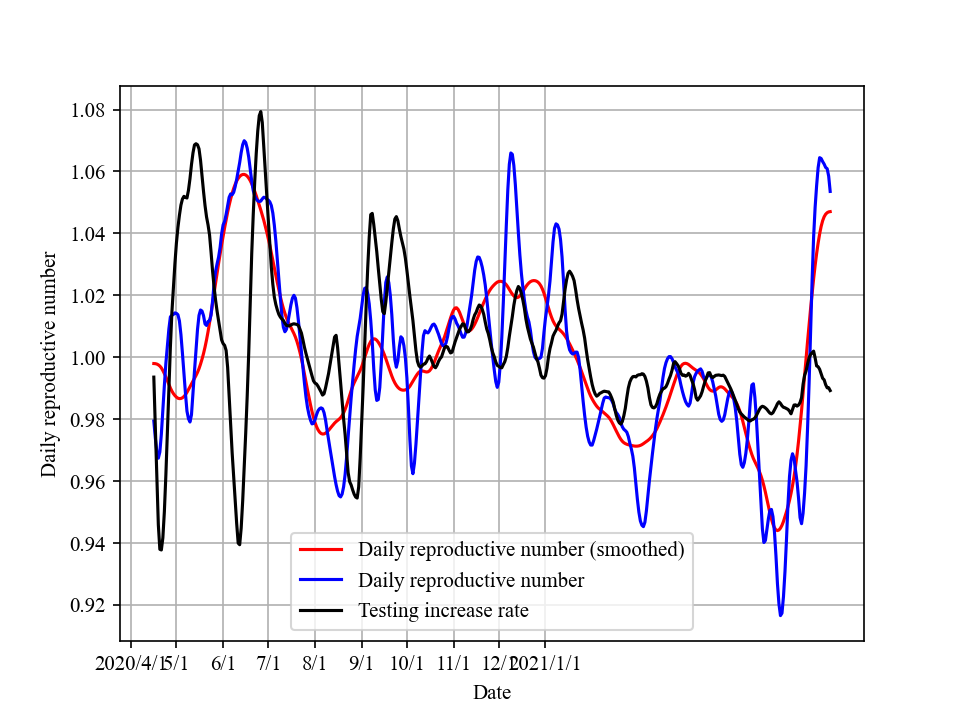 1.08
1.06
1.04
1.02
1.00
0.98
0.96
0.94
0.92
Daily reproductive number
Daily reproductive number (smoothed)
Daily reproductive number
Testing increase rate
2020/4/1 5/1 6/1 7/1 8/1 9/1 10/1 11/1 12/1 2021/1/1
Date